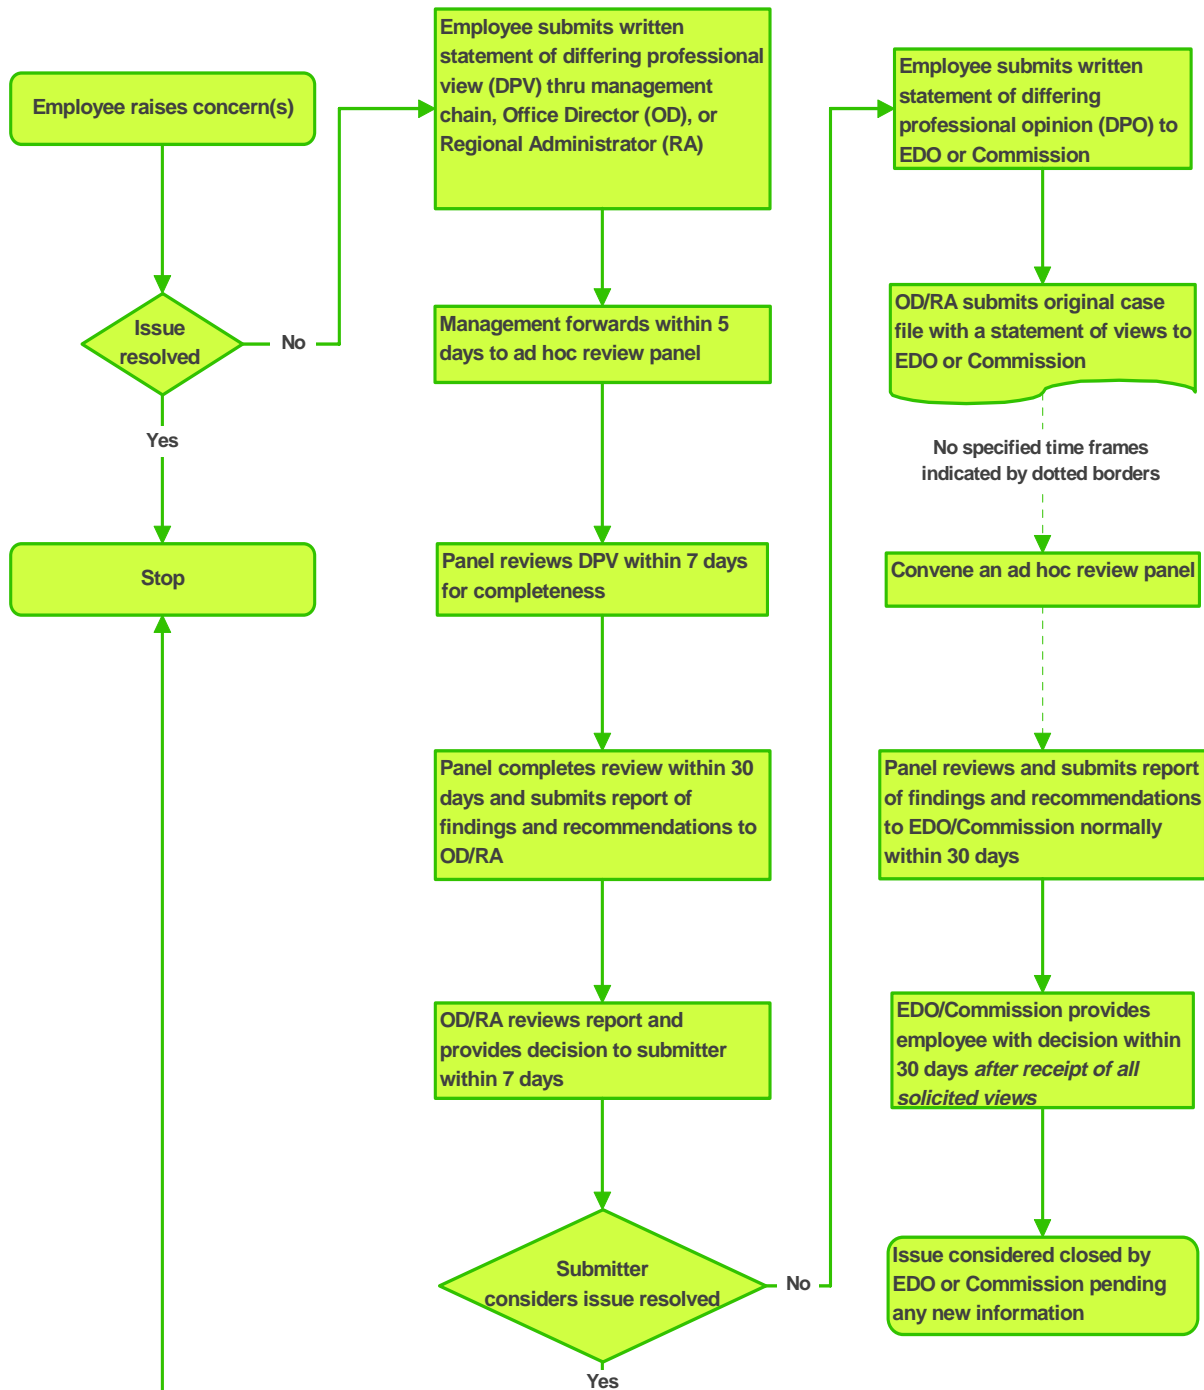 Employee raises concern(s)
Issue
resolved
No
Yes
Stop
Employee submits written
statement of differing professional
view (DPV) thru management
chain, Office Director (OD), or
Regional Administrator (RA)
Management forwards within 5
days to ad hoc review panel
Panel reviews DPV within 7 days
for completeness
Panel completes review within 30
days and submits report of
findings and recommendations to
OD/RA
OD/RA reviews report and
provides decision to submitter
within 7 days
Submitter
considers issue resolved
No
Yes
Employee submits written
statement of differing
professional opinion (DPO) to
EDO or Commission
OD/RA submits original case
file with a statement of views to
EDO or Commission
No specified time frames
indicated by dotted borders
Convene an ad hoc review panel
Panel reviews and submits report
of findings and recommendations
to EDO/Commission normally
within 30 days
EDO/Commission provides
employee with decision within
30 days after receipt of all
solicited views
Issue considered closed by
EDO or Commission pending
any new information